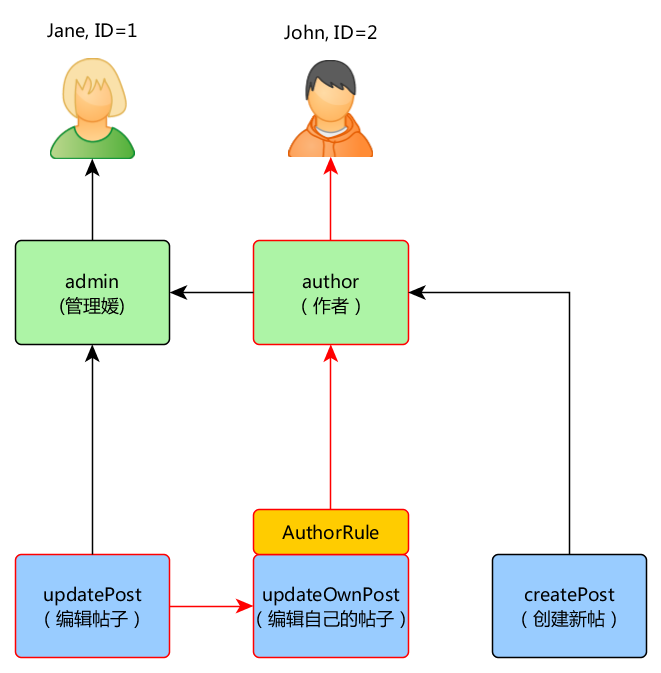 Jane, ID=1
John, ID=2
admin
(管理媛)
author
（作者）
AuthorRule
updatePost
（编辑帖子）
updateOwnPost
（编辑自己的帖子）
createPost
（创建新帖）